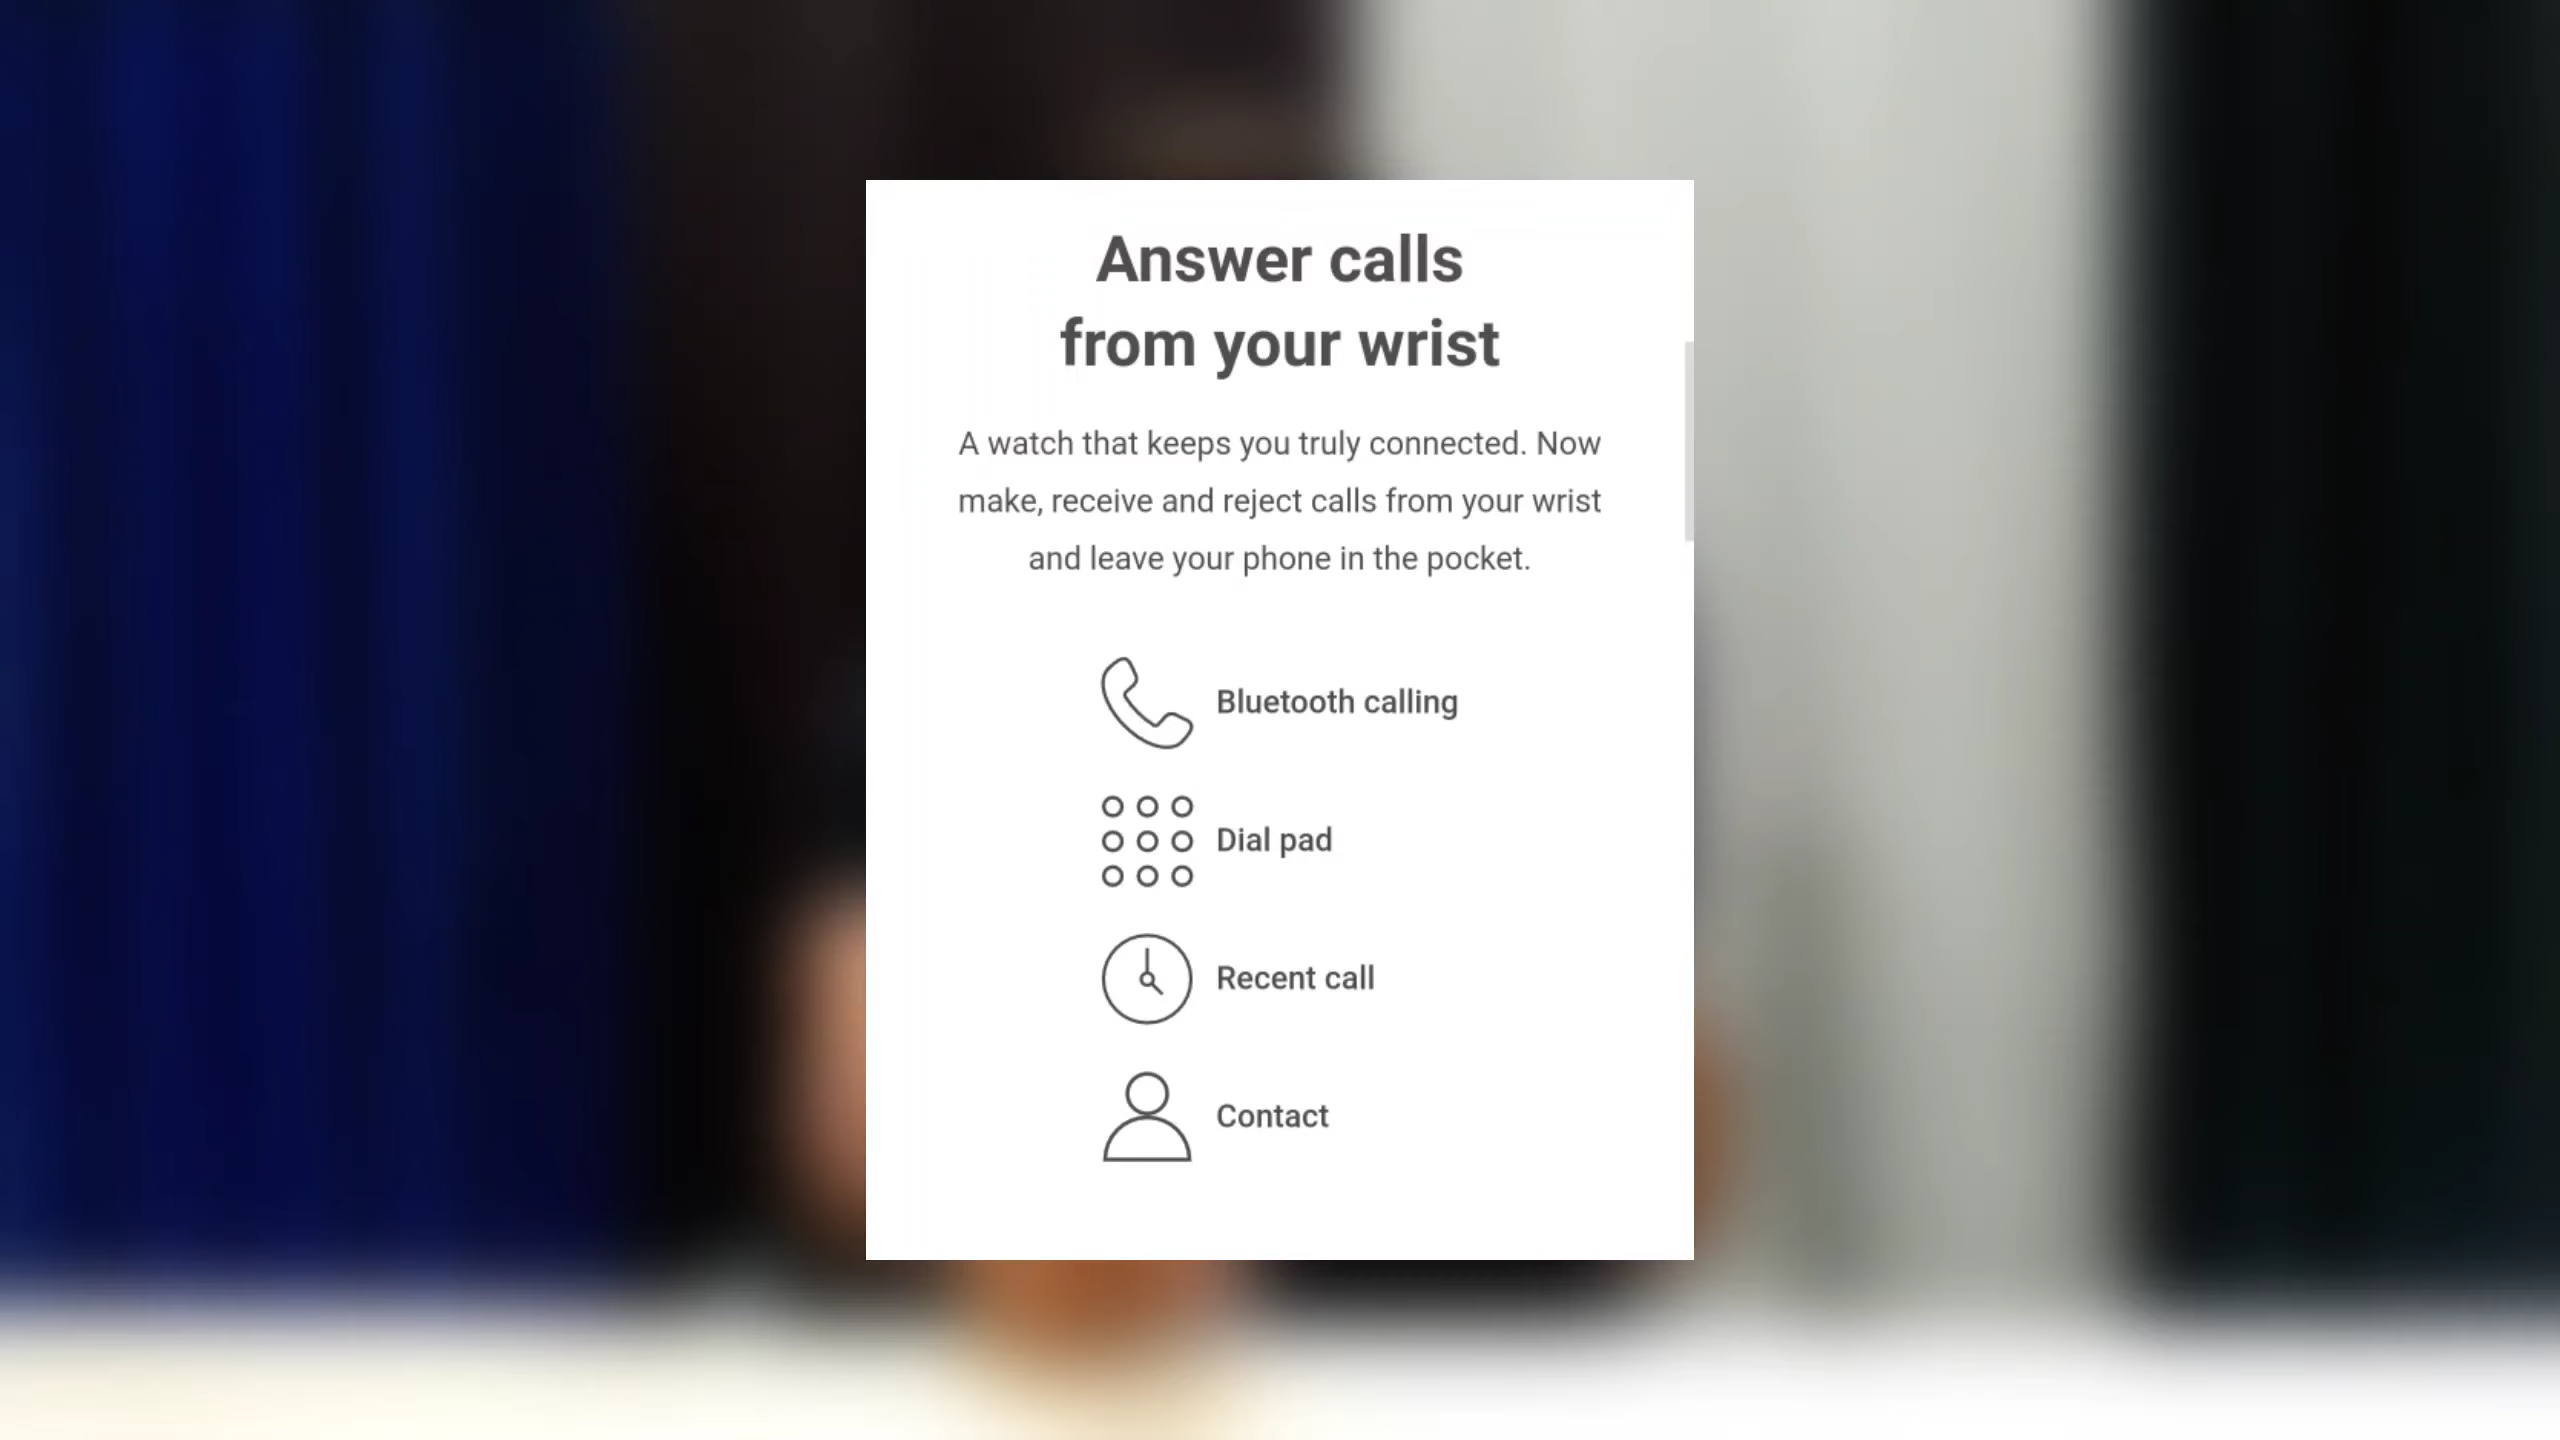 Answer calls
from your wrist
A watch that keeps you truly connected. Now
make, receive and reject calls from your wrist
and leave your phone in the pocket.
Bluetooth calling
Dial pad
Recent call
Contact